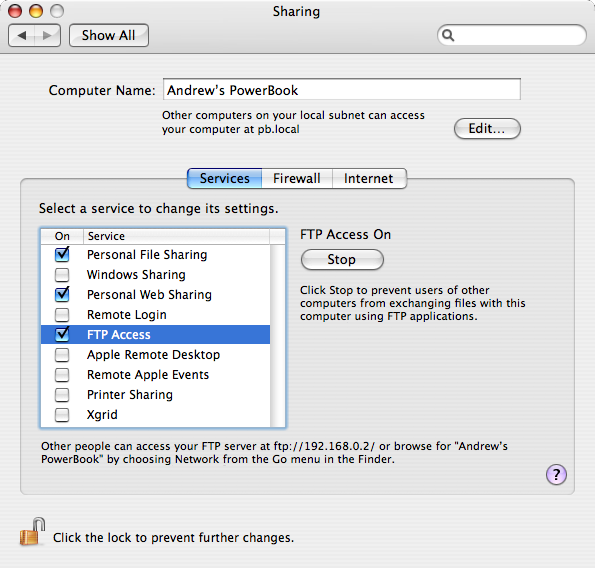 Sharing
Show All
Computer Name: Andrew's PowerBook
Other computers on your local subnet can access
your computer at pb.local
Edit...
Services Firewall Internet
Select a service to change its settings.
On Service
Personal File Sharing
Windows Sharing
Personal Web Sharing
Remote Login
FTP Access
Apple Remote Desktop
Remote Apple Events
Printer Sharing
Xgrid
FTP Access On
Stop
Click Stop to prevent users of other
computers from exchanging files with this
computer using FTP applications.
Other people can access your FTP server at ftp://192.168.0.2/ or browse for "Andrew's
PowerBook" by choosing Network from the Go menu in the Finder.
?
Click the lock to prevent further changes.